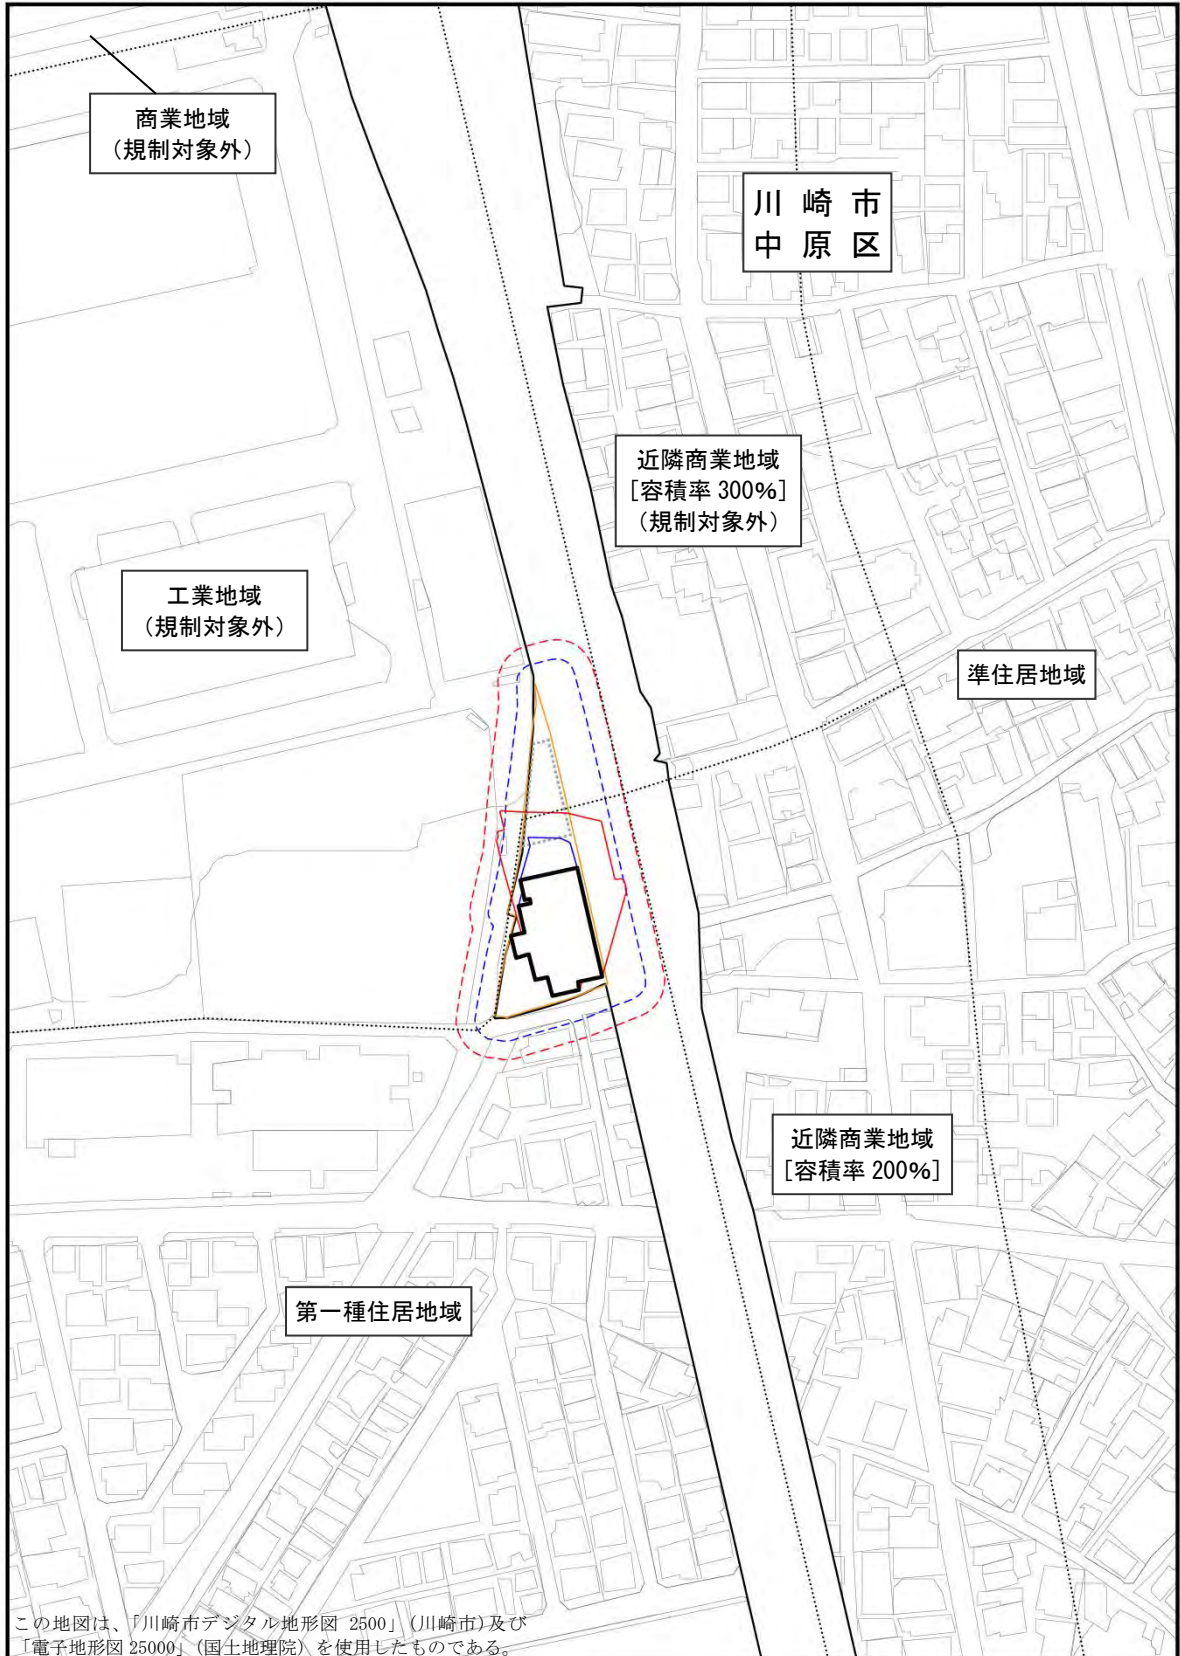 商業地域
（規制対象外）
川崎市
中原区
近隣商業地域
［容積率 300%］
（規制対象外）
工業地域
（規制対象外）
準住居地域
近隣商業地域
［容積率 200%］
第一種住居地域
この地図は、「川崎市デジタル地形図 2500」（川崎市）及び
「電子地形図 25000」（国土地理院）を使用したものである。